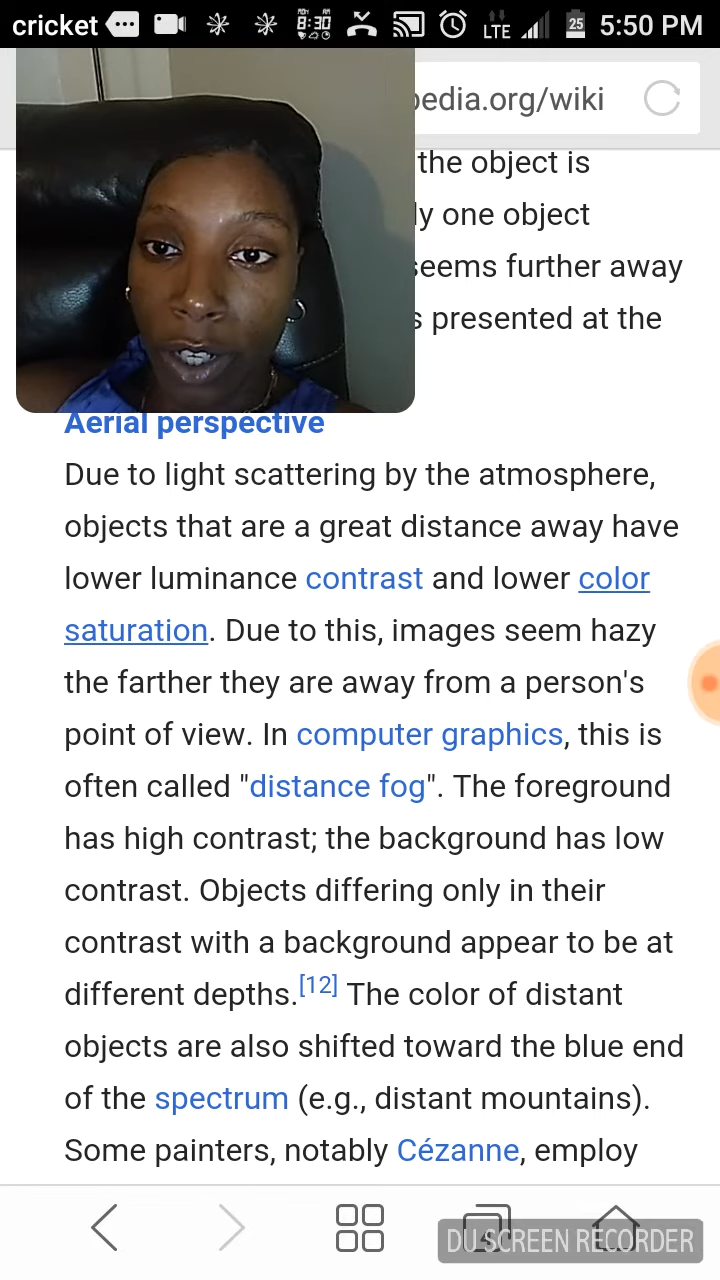 cricket 8:30 LTE 25 5:50 PM
pedia.org/wiki
the object is
ly one object
seems further away
s presented at the
Aerial perspective
Due to light scattering by the atmosphere,
objects that are a great distance away have
lower luminance contrast and lower color
saturation. Due to this, images seem hazy
the farther they are away from a person's
point of view. In computer graphics, this is
often called "distance fog". The foreground
has high contrast; the background has low
contrast. Objects differing only in their
contrast with a background appear to be at
different depths.[12] The color of distant
objects are also shifted toward the blue end
of the spectrum (e.g., distant mountains).
Some painters, notably Cézanne, employ
DU SCREEN RECORDER